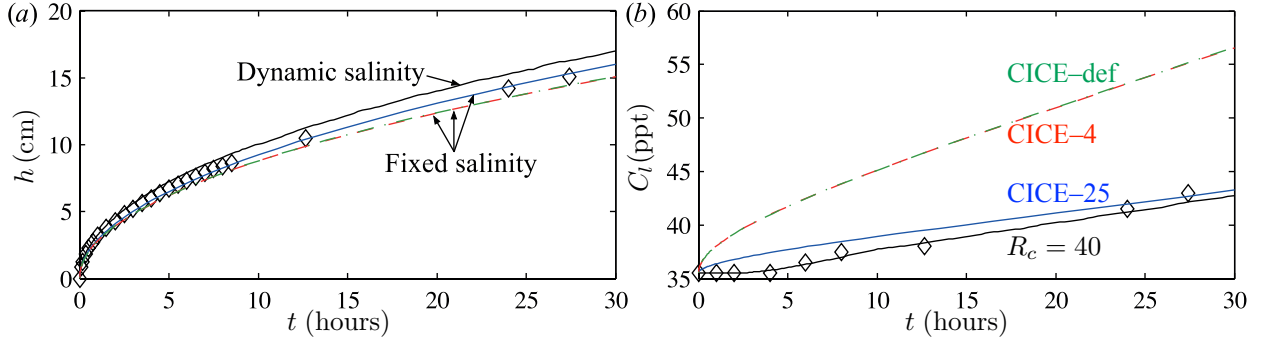 (a)
20
15
10
5
0
h (cm)
Dynamic salinity
Fixed salinity
0 5 10 15 20 25 30
t (hours)
(b)
60
55
50
45
40
35
C_l (ppt)
CICE–def
CICE–4
CICE–25
R_c = 40
0 5 10 15 20 25 30
t (hours)